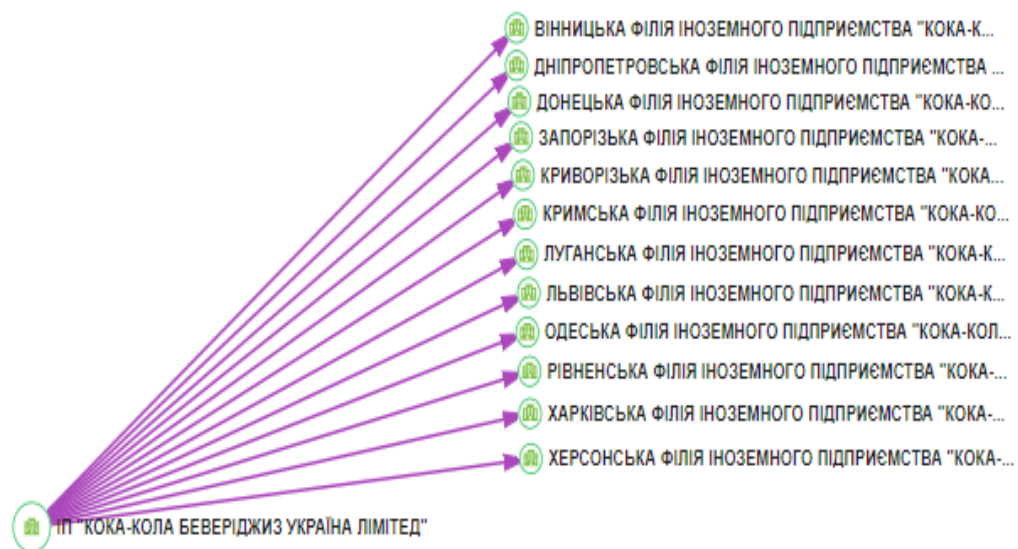 ВІННИЦЬКА ФІЛІЯ ІНОЗЕМНОГО ПІДПРИЄМСТВА "КОКА-К...
ДНІПРОПЕТРОВСЬКА ФІЛІЯ ІНОЗЕМНОГО ПІДПРИЄМСТВА ...
ДОНЕЦЬКА ФІЛІЯ ІНОЗЕМНОГО ПІДПРИЄМСТВА "КОКА-КО...
ЗАПОРІЗЬКА ФІЛІЯ ІНОЗЕМНОГО ПІДПРИЄМСТВА "КОКА-...
КРИВОРІЗЬКА ФІЛІЯ ІНОЗЕМНОГО ПІДПРИЄМСТВА "КОКА...
КРИМСЬКА ФІЛІЯ ІНОЗЕМНОГО ПІДПРИЄМСТВА "КОКА-КО...
ЛУГАНСЬКА ФІЛІЯ ІНОЗЕМНОГО ПІДПРИЄМСТВА "КОКА-К...
ЛЬВІВСЬКА ФІЛІЯ ІНОЗЕМНОГО ПІДПРИЄМСТВА "КОКА-К...
ОДЕСЬКА ФІЛІЯ ІНОЗЕМНОГО ПІДПРИЄМСТВА "КОКА-КОЛ...
РІВНЕНСЬКА ФІЛІЯ ІНОЗЕМНОГО ПІДПРИЄМСТВА "КОКА-...
ХАРКІВСЬКА ФІЛІЯ ІНОЗЕМНОГО ПІДПРИЄМСТВА "КОКА-...
ХЕРСОНСЬКА ФІЛІЯ ІНОЗЕМНОГО ПІДПРИЄМСТВА "КОКА-...
ІП "КОКА-КОЛА БЕВЕРІДЖИЗ УКРАЇНА ЛІМІТЕД"